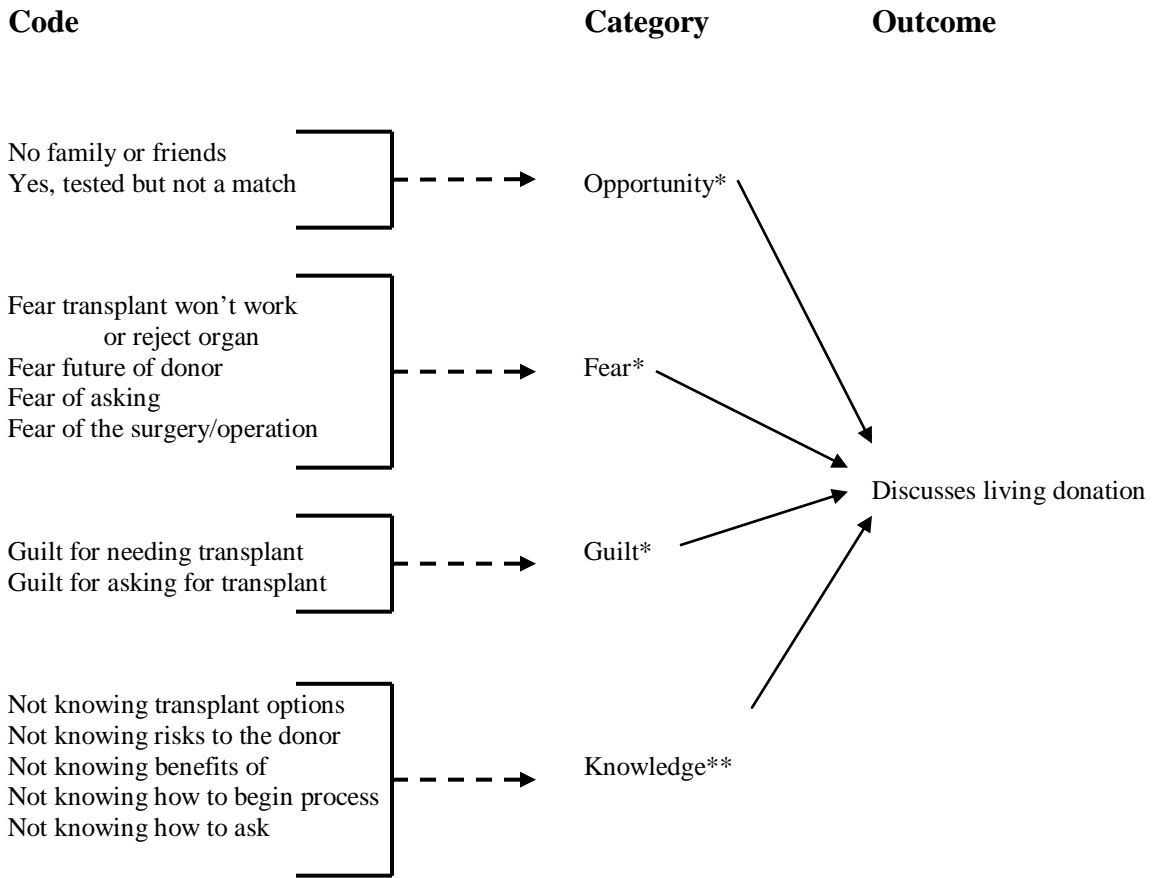 Code Category Outcome
No family or friends
Yes, tested but not a match
Opportunity*
Fear transplant won’t work
or reject organ
Fear future of donor
Fear of asking
Fear of the surgery/operation
Fear*
Discusses living donation
Guilt for needing transplant
Guilt for asking for transplant
Guilt*
Not knowing transplant options
Not knowing risks to the donor
Not knowing benefits of
Not knowing how to begin process
Not knowing how to ask
Knowledge**